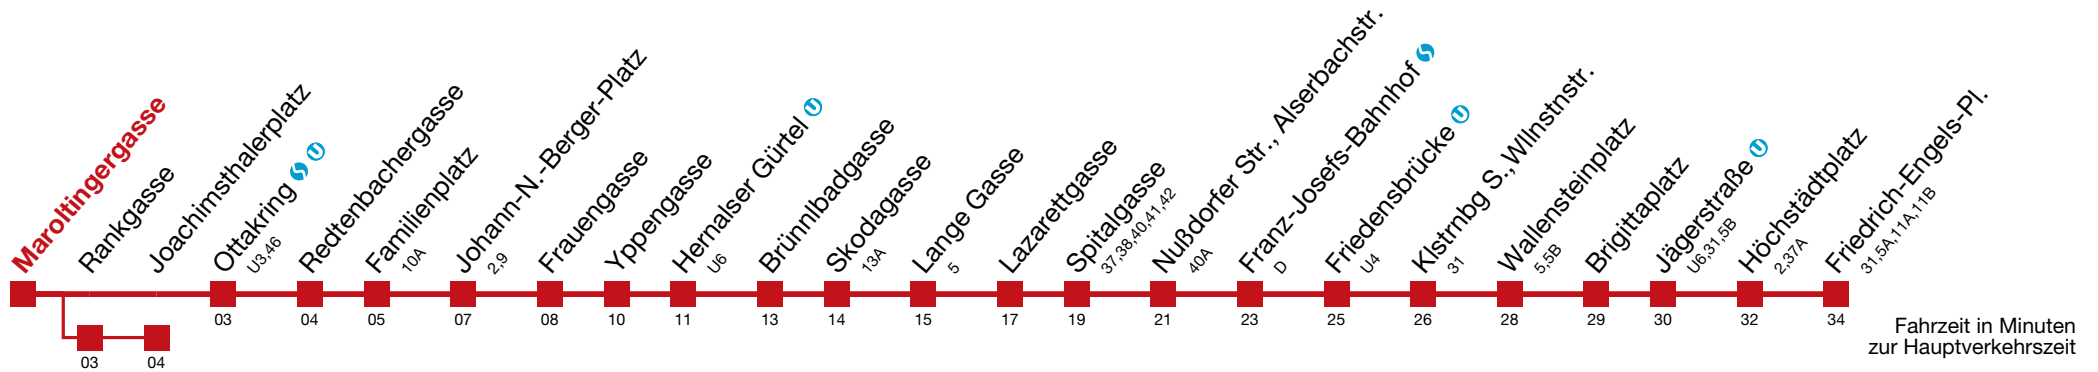 Maroltingergasse
Rankgasse
Joachimsthalerplatz
Ottakring
U3,46
Redtenbachergasse
Familienplatz
10A
Johann-N.-Berger-Platz
2,9
Frauengasse
Yppengasse
Hernalser Gürtel
U6
Brünnlbadgasse
Skodagasse
13A
Lange Gasse
5
Lazarettgasse
Spitalgasse
37,38,40,41,42
Nußdorfer Str., Alserbachstr.
40A
Franz-Josefs-Bahnhof
D
Friedensbrücke
U4
Klstrnbg S., Wllnstnstr.
31
Wallensteinplatz
5,5B
Brigittaplatz
Jägerstraße
U6,31,5B
Höchstädtplatz
2,37A
Friedrich-Engels-Pl.
31,5A,11A,11B
03 04 05 07 08 10 11 13 14 15 17 19 21 23 25 26 28 29 30 32 34
03 04
Fahrzeit in Minuten
zur Hauptverkehrszeit